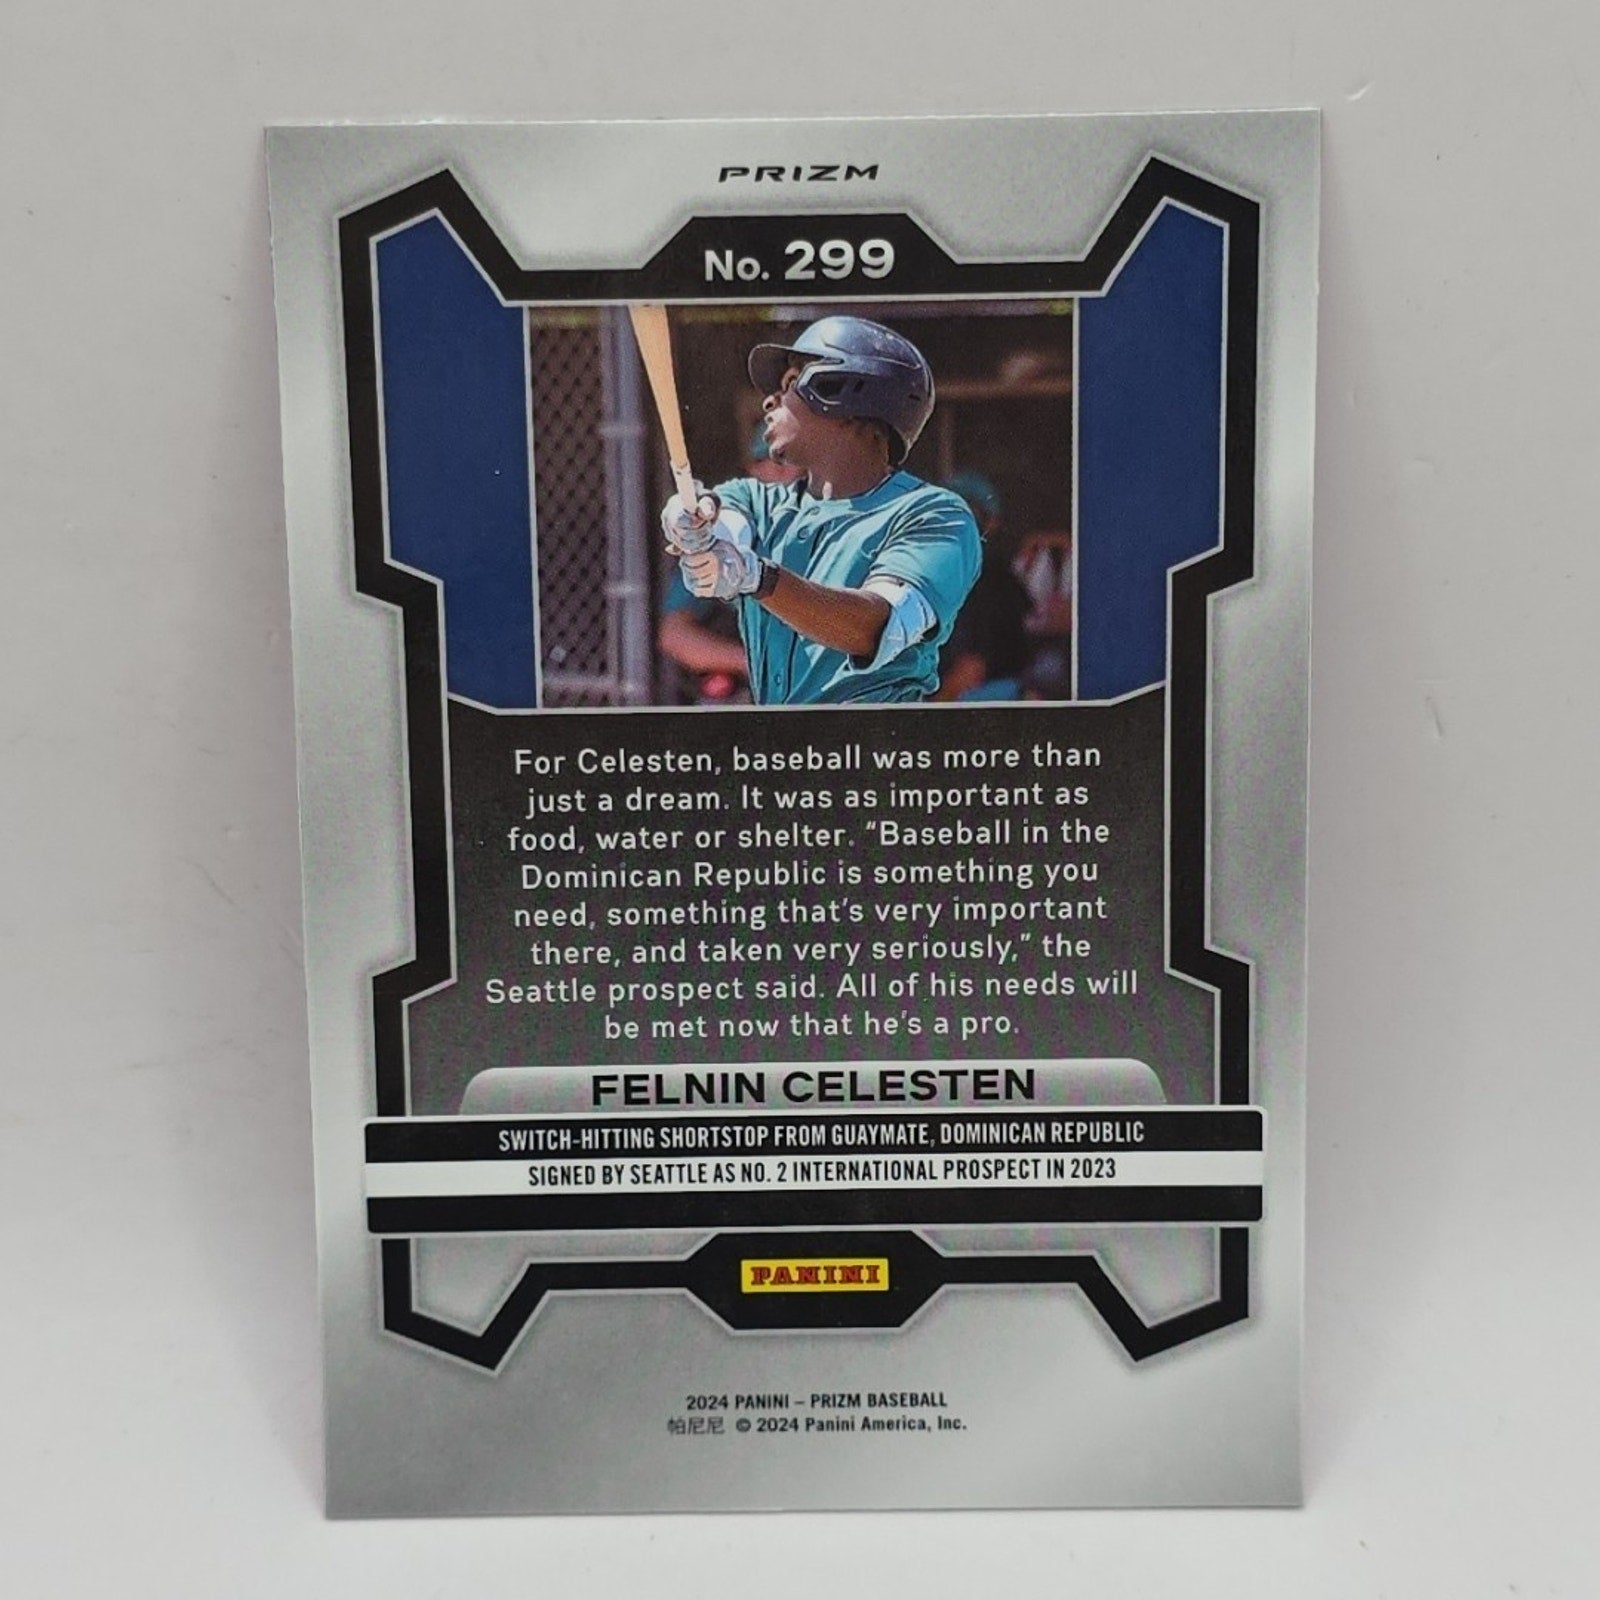 PRIZM
No. 299
For Celesten, baseball was more than
just a dream. It was as important as
food, water or shelter. "Baseball in the
Dominican Republic is something you
need, something that's very important
there, and taken very seriously," the
Seattle prospect said. All of his needs will
be met now that he's a pro.
FELNIN CELESTEN
SWITCH-HITTING SHORTSTOP FROM GUAYMATE, DOMINICAN REPUBLIC
SIGNED BY SEATTLE AS NO. 2 INTERNATIONAL PROSPECT IN 2023
PANINI
2024 PANINI – PRIZM BASEBALL
帕尼尼 © 2024 Panini America, Inc.